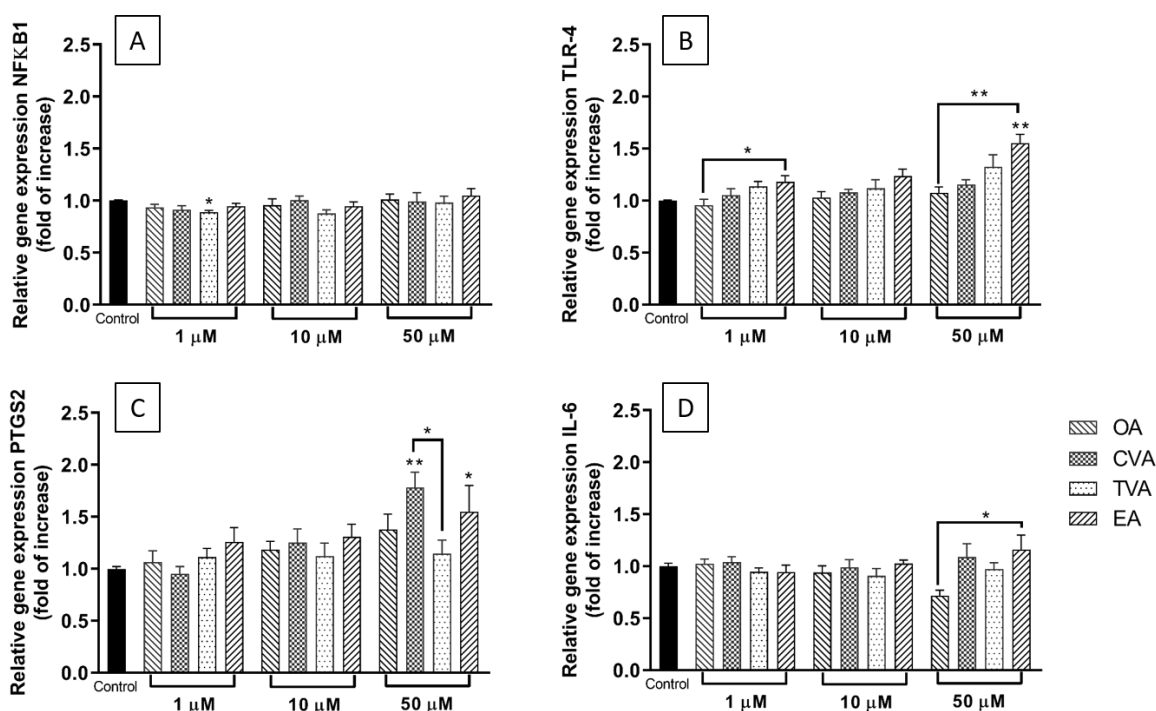 A
Relative gene expression NFKB1
(fold of increase)
2.5
2.0
1.5
1.0
0.5
0.0
*
Control
1 μM
10 μM
50 μM
B
Relative gene expression TLR-4
(fold of increase)
2.5
2.0
1.5
1.0
0.5
0.0
*
**
**
Control
1 μM
10 μM
50 μM
C
Relative gene expression PTGS2
(fold of increase)
2.5
2.0
1.5
1.0
0.5
0.0
*
**
*
Control
1 μM
10 μM
50 μM
D
Relative gene expression IL-6
(fold of increase)
2.5
2.0
1.5
1.0
0.5
0.0
*
Control
1 μM
10 μM
50 μM
OA
CVA
TVA
EA